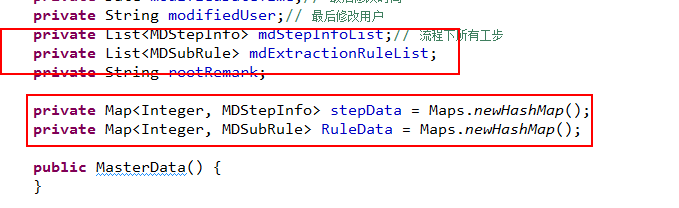 private String modifiedUser;// 最后修改用户
private List<MDStepInfo> mdStepInfoList;// 流程下所有工步
private List<MDSubRule> mdExtractionRuleList;
private String rootRemark;
private Map<Integer, MDStepInfo> stepData = Maps.newHashMap();
private Map<Integer, MDSubRule> RuleData = Maps.newHashMap();
public MasterData() {
}